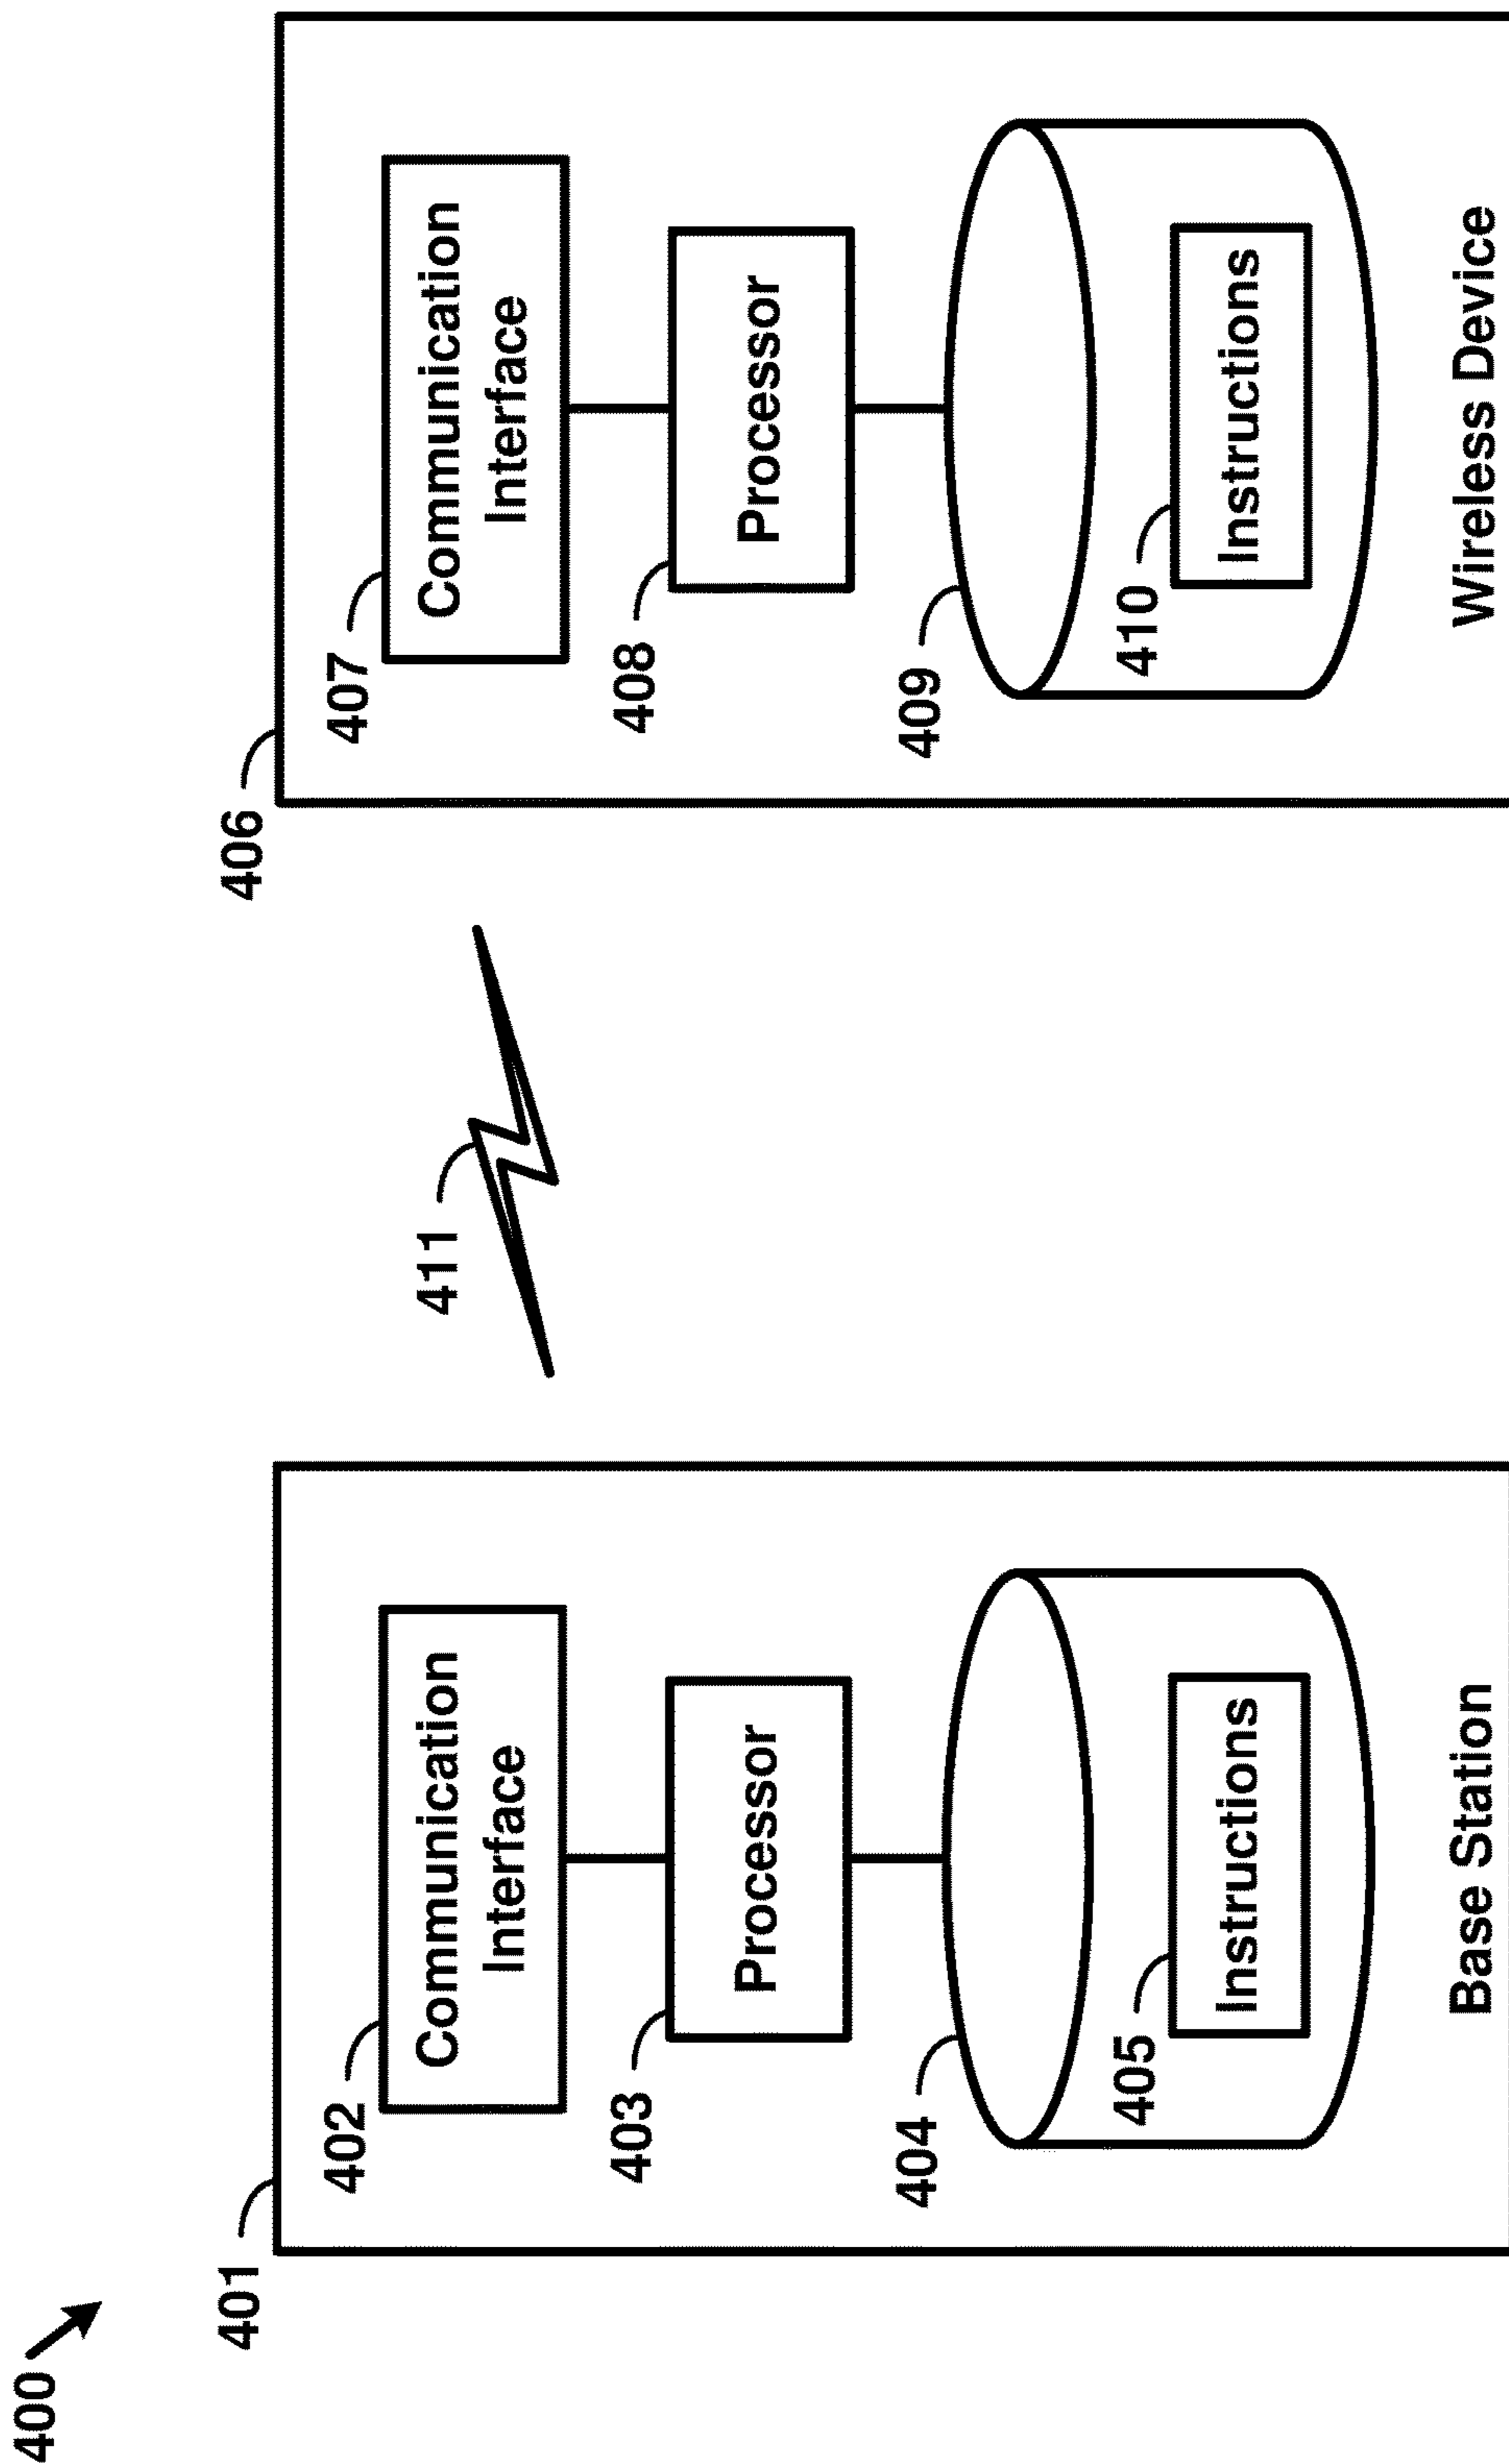 400
401
402
Communication
Interface
403
Processor
404
405
Instructions
Base Station
411
406
407
Communication
Interface
408
Processor
409
410
Instructions
Wireless Device